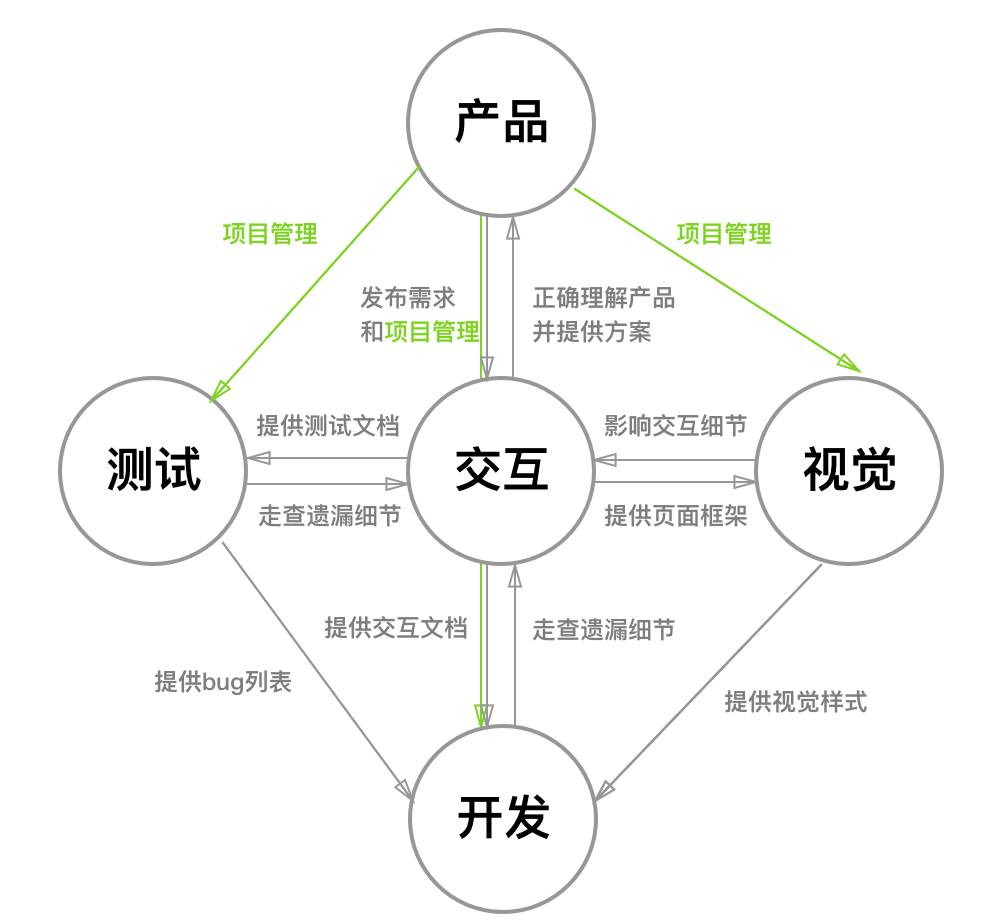 产品
项目管理
项目管理
发布需求
和项目管理
正确理解产品
并提供方案
提供测试文档
影响交互细节
测试
交互
视觉
走查遗漏细节
提供页面框架
提供交互文档
走查遗漏细节
提供bug列表
提供视觉样式
开发